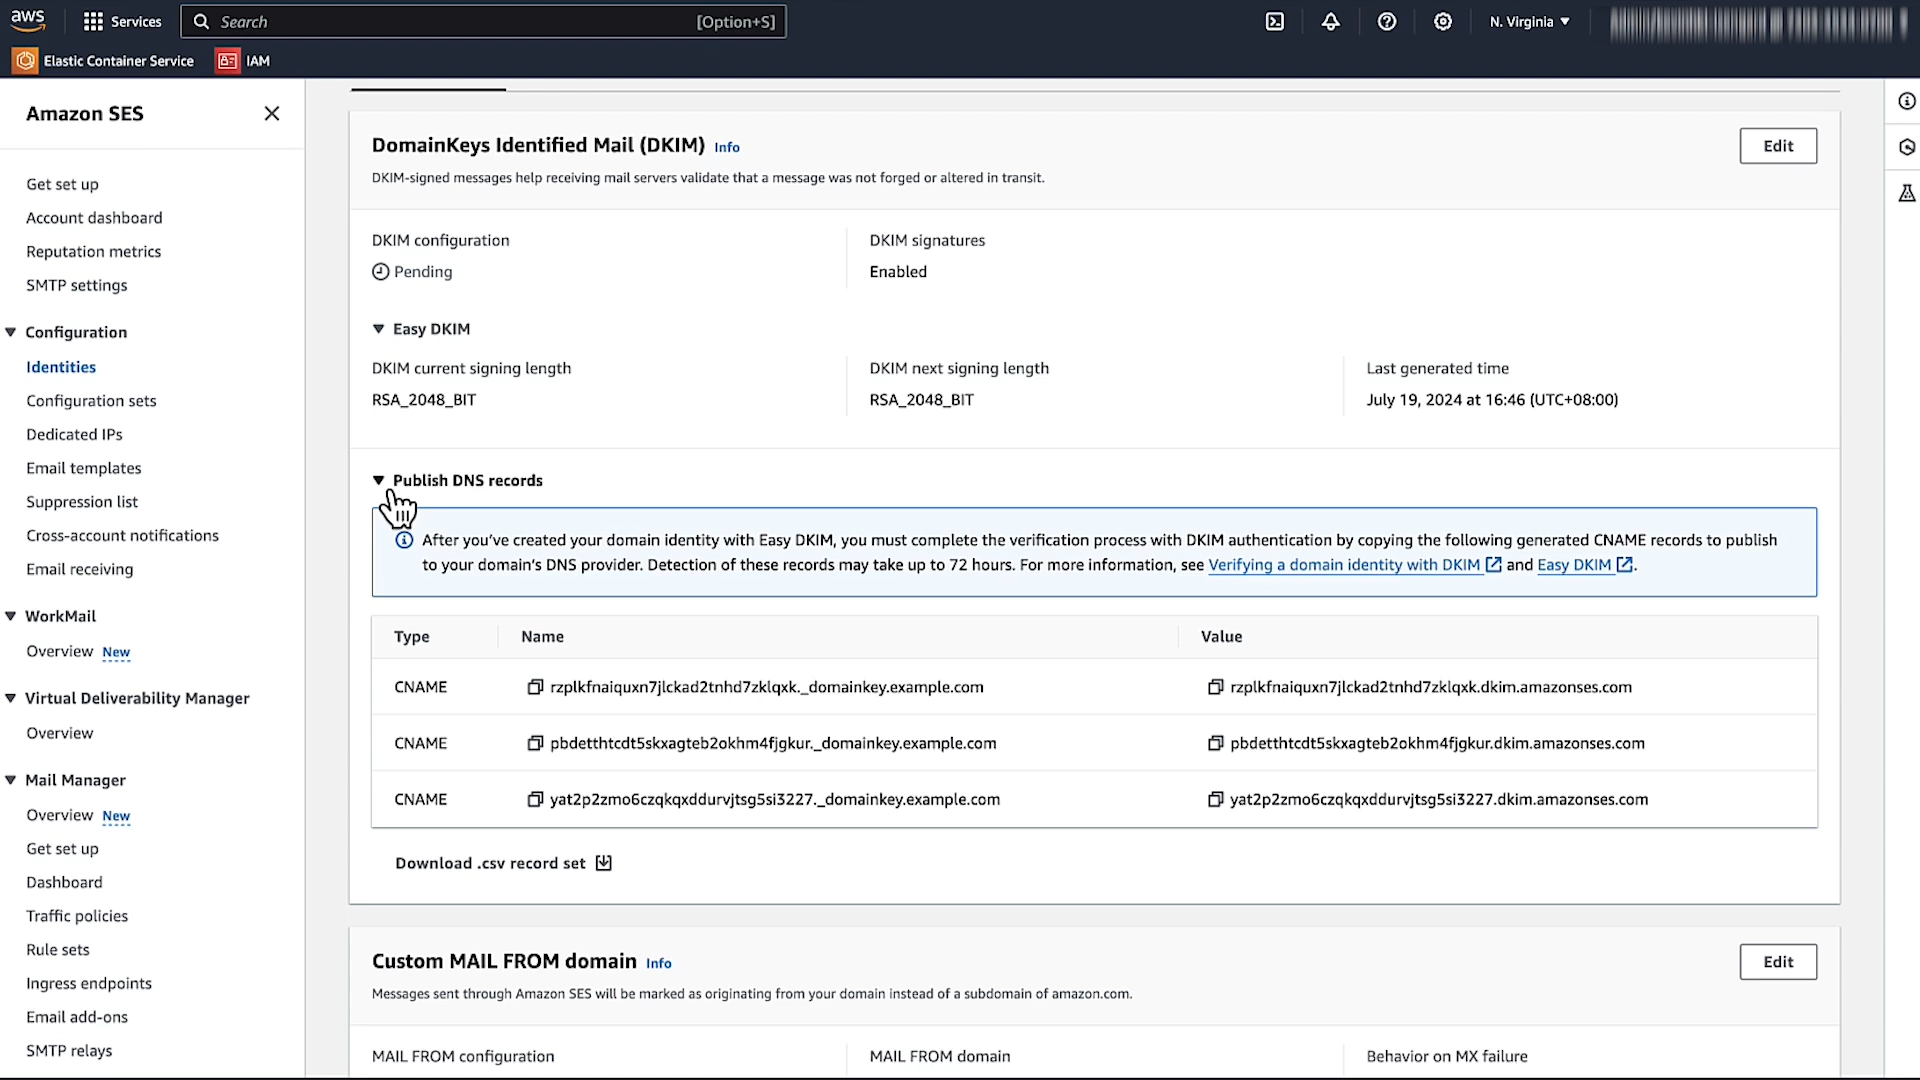 aws
Services
Search
[Option+S]
N. Virginia
Elastic Container Service
IAM
Amazon SES
Get set up
Account dashboard
Reputation metrics
SMTP settings
Configuration
Identities
Configuration sets
Dedicated IPs
Email templates
Suppression list
Cross-account notifications
Email receiving
WorkMail
Overview New
Virtual Deliverability Manager
Overview
Mail Manager
Overview New
Get set up
Dashboard
Traffic policies
Rule sets
Ingress endpoints
Email add-ons
SMTP relays
DomainKeys Identified Mail (DKIM) Info
Edit
DKIM-signed messages help receiving mail servers validate that a message was not forged or altered in transit.
DKIM configuration
Pending
DKIM signatures
Enabled
Easy DKIM
DKIM current signing length
RSA_2048_BIT
DKIM next signing length
RSA_2048_BIT
Last generated time
July 19, 2024 at 16:46 (UTC+08:00)
Publish DNS records
After you've created your domain identity with Easy DKIM, you must complete the verification process with DKIM authentication by copying the following generated CNAME records to publish
to your domain's DNS provider. Detection of these records may take up to 72 hours. For more information, see Verifying a domain identity with DKIM and Easy DKIM.
Type Name Value
CNAME rzplkfnaiquxn7jlckad2tnhd7zklqxk._domainkey.example.com rzplkfnaiquxn7jlckad2tnhd7zklqxk.dkim.amazonses.com
CNAME pbdetthtcdt5skxagteb2okhm4fjgkur._domainkey.example.com pbdetthtcdt5skxagteb2okhm4fjgkur.dkim.amazonses.com
CNAME yat2p2zmo6czqkqxddurvjtsg5si3227._domainkey.example.com yat2p2zmo6czqkqxddurvjtsg5si3227.dkim.amazonses.com
Download .csv record set
Custom MAIL FROM domain Info
Edit
Messages sent through Amazon SES will be marked as originating from your domain instead of a subdomain of amazon.com.
MAIL FROM configuration
MAIL FROM domain
Behavior on MX failure